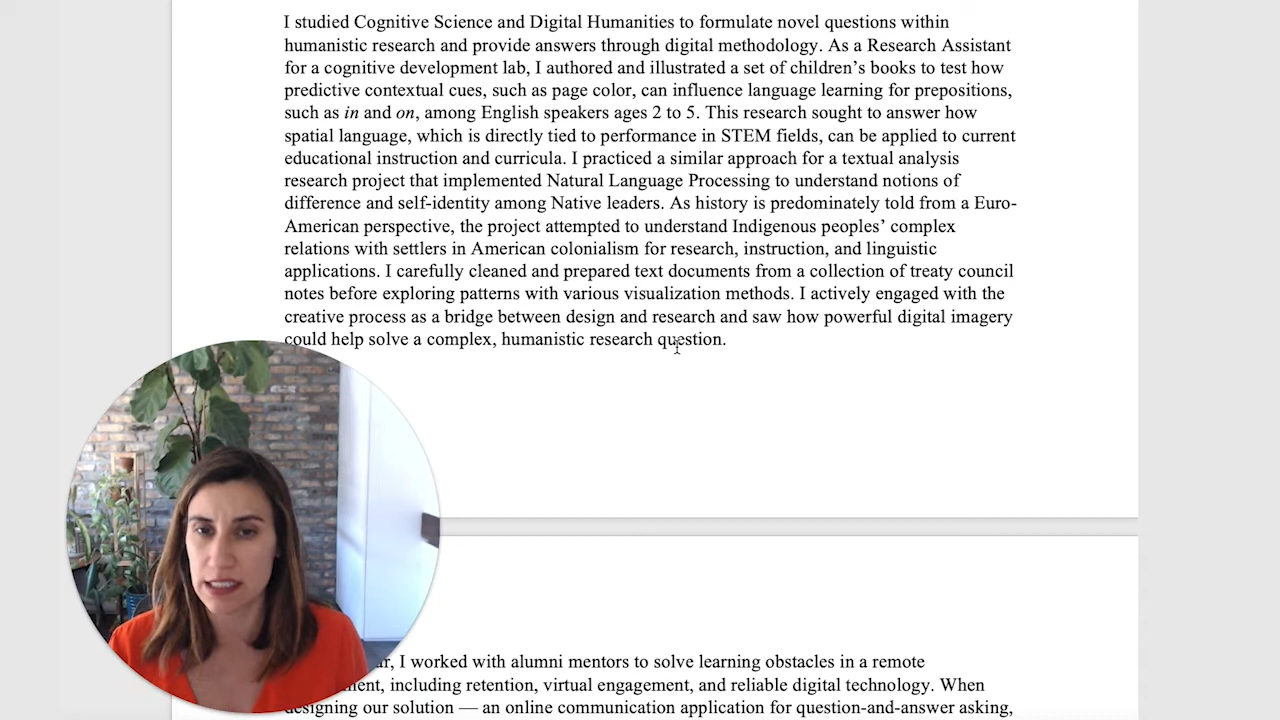 I studied Cognitive Science and Digital Humanities to formulate novel questions within
humanistic research and provide answers through digital methodology. As a Research Assistant
for a cognitive development lab, I authored and illustrated a set of children’s books to test how
predictive contextual cues, such as page color, can influence language learning for prepositions,
such as in and on, among English speakers ages 2 to 5. This research sought to answer how
spatial language, which is directly tied to performance in STEM fields, can be applied to current
educational instruction and curricula. I practiced a similar approach for a textual analysis
research project that implemented Natural Language Processing to understand notions of
difference and self-identity among Native leaders. As history is predominately told from a Euro-
American perspective, the project attempted to understand Indigenous peoples’ complex
relations with settlers in American colonialism for research, instruction, and linguistic
applications. I carefully cleaned and prepared text documents from a collection of treaty council
notes before exploring patterns with various visualization methods. I actively engaged with the
creative process as a bridge between design and research and saw how powerful digital imagery
could help solve a complex, humanistic research question.
I worked with alumni mentors to solve learning obstacles in a remote
including retention, virtual engagement, and reliable digital technology. When
designing our solution — an online communication application for question-and-answer asking,